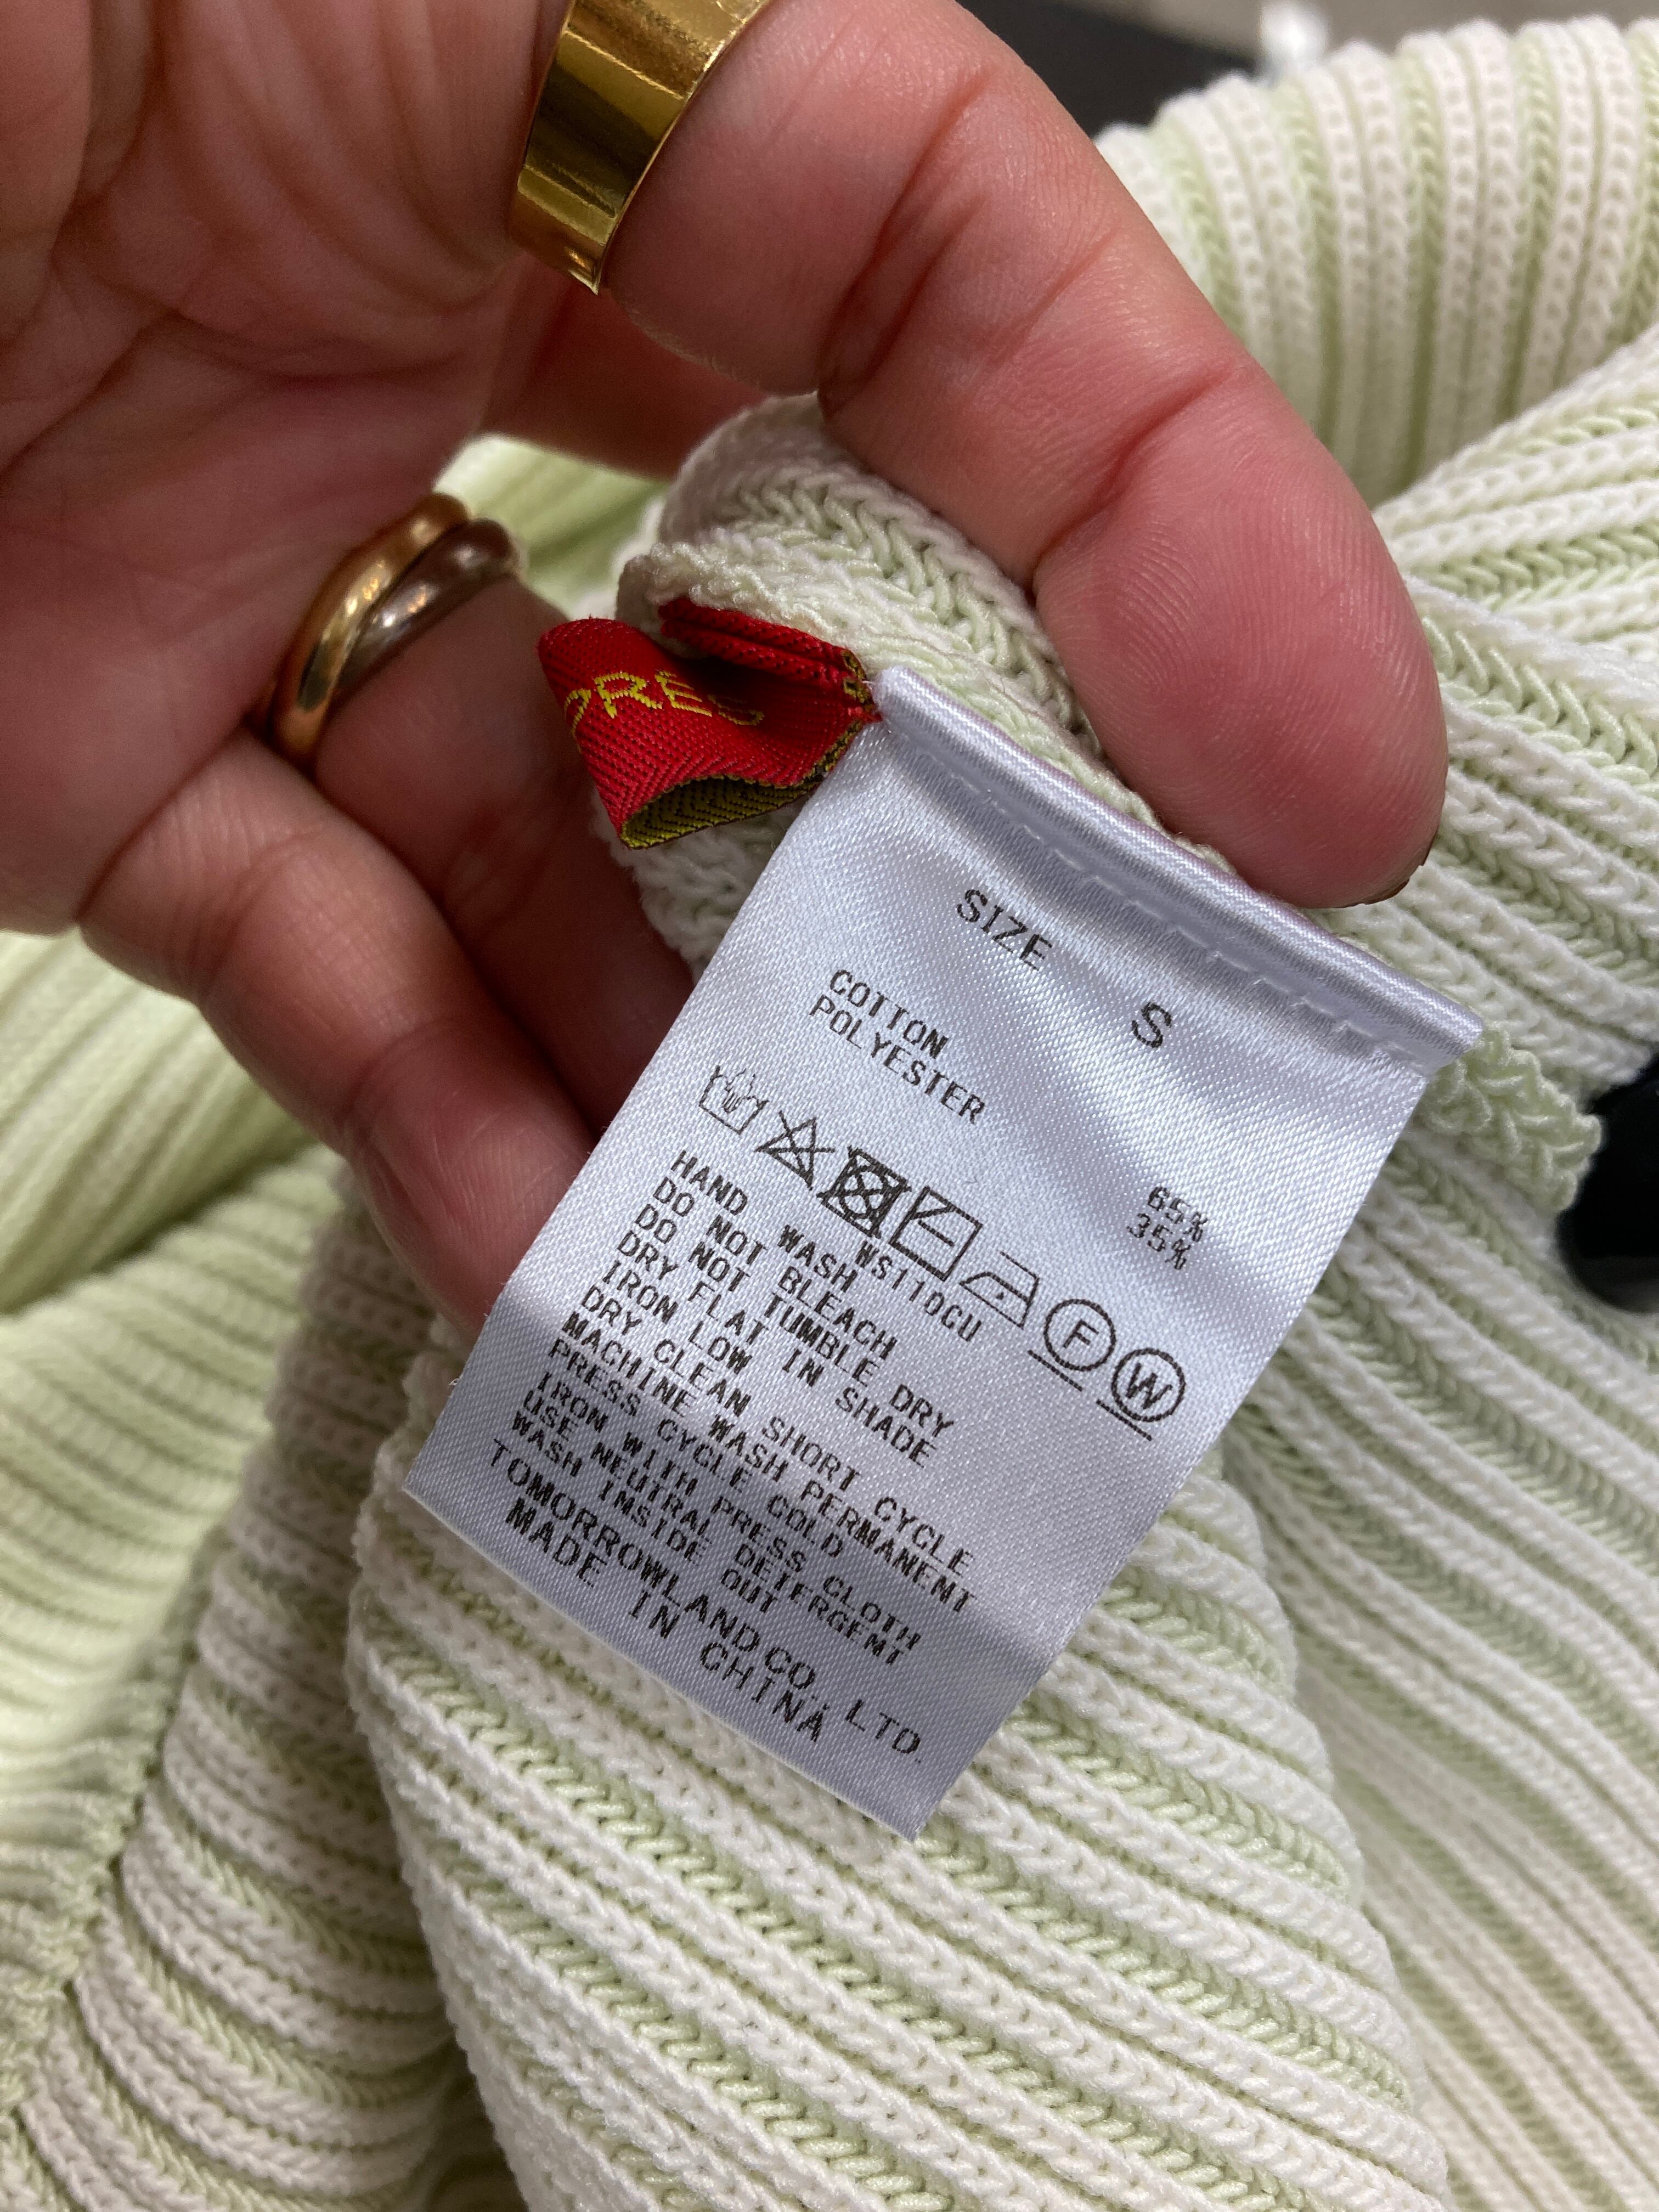 OREC
SIZE S
COTTON 65%
POLYESTER 35%
F W
HAND WASH WS110CU
DO NOT BLEACH
DO NOT TUMBLE DRY
DRY FLAT IN SHADE
IRON LOW
DRY CLEAN SHORT CYCLE
MACHINE WASH PERMANENT
PRESS CYCLE COLD
IRON WITH PRESS CLOTH
USE NEUTRAL DETERGENT
WASH INSIDE OUT
TOMORROWLAND CO., LTD.
MADE IN CHINA